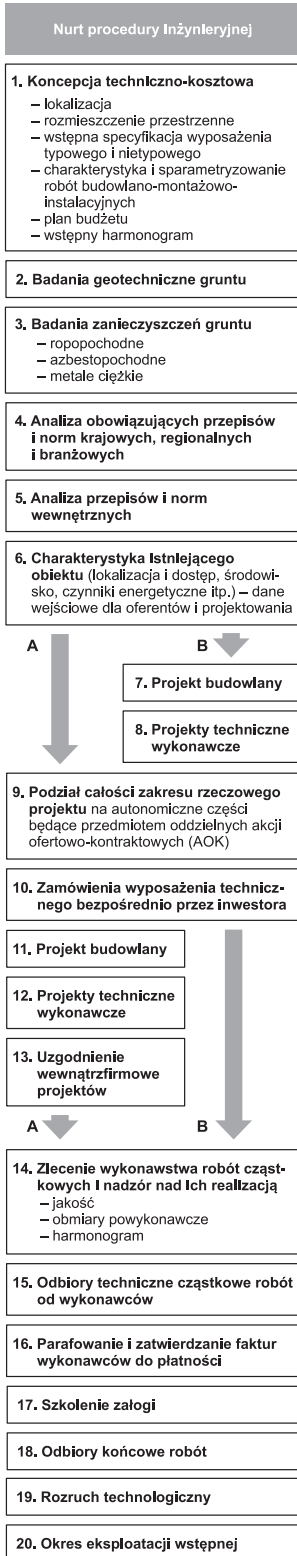 Nurt procedury Inżynieryjnej
1. Koncepcja techniczno-kosztowa
– lokalizacja
– rozmieszczenie przestrzenne
– wstępna specyfikacja wyposażenia
typowego i nietypowego
– charakterystyka i sparametryzowanie
robót budowlano-montażowo-
instalacyjnych
– plan budżetu
– wstępny harmonogram
2. Badania geotechniczne gruntu
3. Badania zanieczyszczeń gruntu
– ropopochodne
– azbestopochodne
– metale ciężkie
4. Analiza obowiązujących przepisów
i norm krajowych, regionalnych
i branżowych
5. Analiza przepisów i norm
wewnętrznych
6. Charakterystyka Istnlejącego
obiektu (lokalizacja i dostęp, środowi-
sko, czynniki energetyczne itp.) – dane
wejściowe dla oferentów i projektowania
A B
7. Projekt budowlany
8. Projekty techniczne
wykonawcze
9. Podział całości zakresu rzeczowego
projektu na autonomiczne części
będące przedmiotem oddzielnych akcji
ofertowo-kontraktowych (AOK)
10. Zamówienia wyposażenia technicz-
nego bezpośrednio przez inwestora
11. Projekt budowlany
12. Projekty techniczne
wykonawcze
13. Uzgodnienie
wewnątrzfirmowe
projektów
A B
14. Zlecenie wykonawstwa robót cząst-
kowych I nadzór nad Ich realizacją
– jakość
– obmiary powykonawcze
– harmonogram
15. Odbiory techniczne cząstkowe robót
od wykonawców
16. Parafowanie i zatwierdzanie faktur
wykonawców do płatności
17. Szkolenie załogi
18. Odbiory końcowe robót
19. Rozruch technologiczny
20. Okres eksploatacji wstępnej